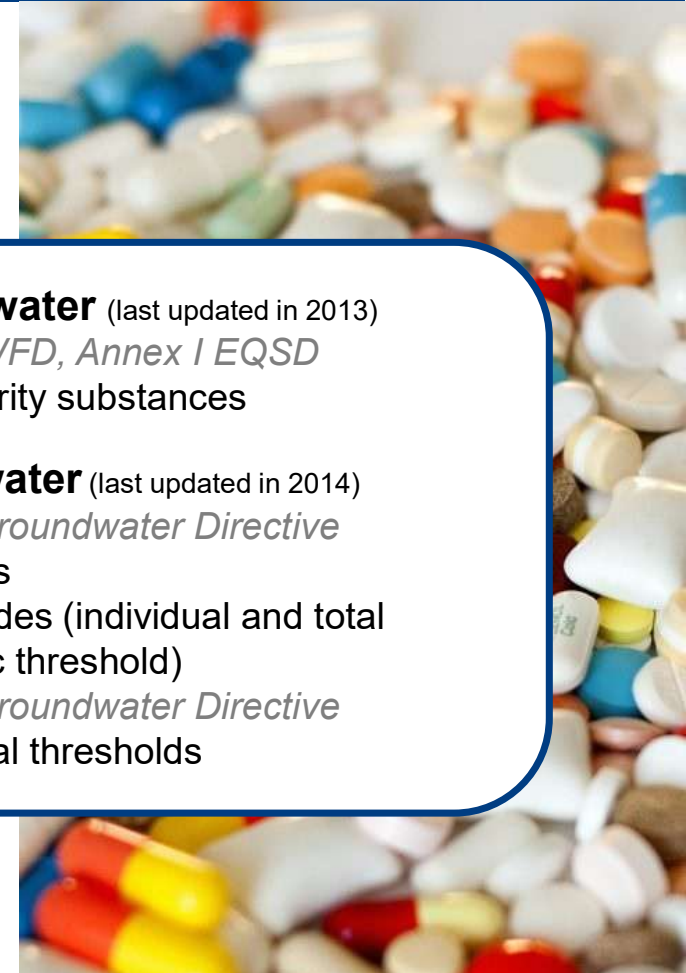 water (last updated in 2013)
WFD, Annex I EQSD
rity substances
water (last updated in 2014)
roundwater Directive
s
des (individual and total
c threshold)
roundwater Directive
al thresholds